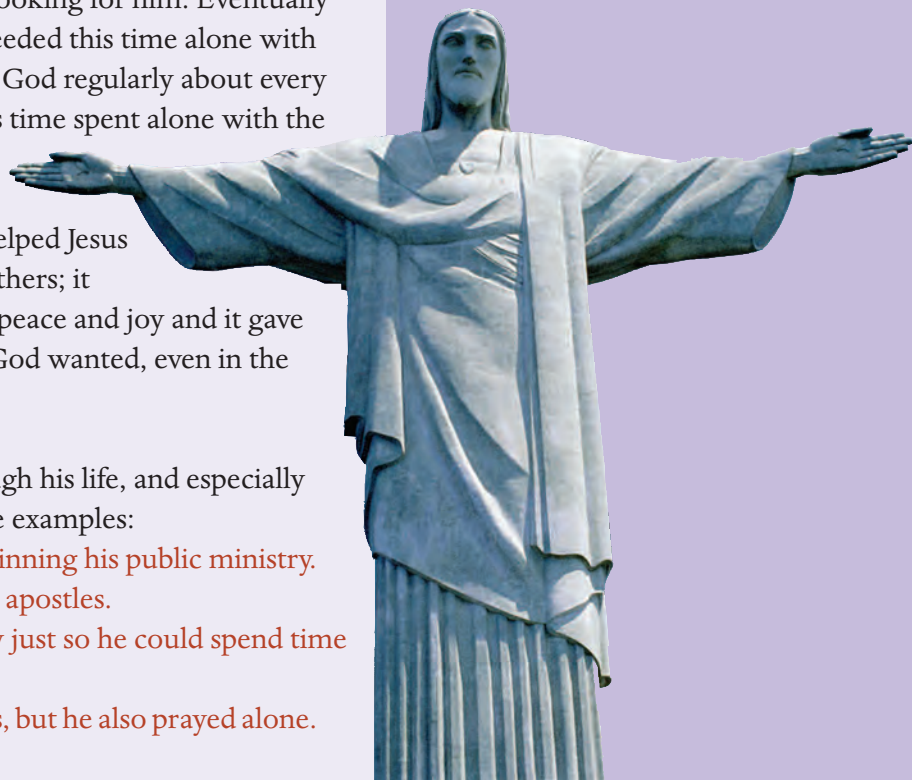 ooking for him. Eventually
eeded this time alone with
God regularly about every
s time spent alone with the
elped Jesus
thers; it
peace and joy and it gave
God wanted, even in the
gh his life, and especially
e examples:
inning his public ministry.
apostles.
y just so he could spend time
s, but he also prayed alone.